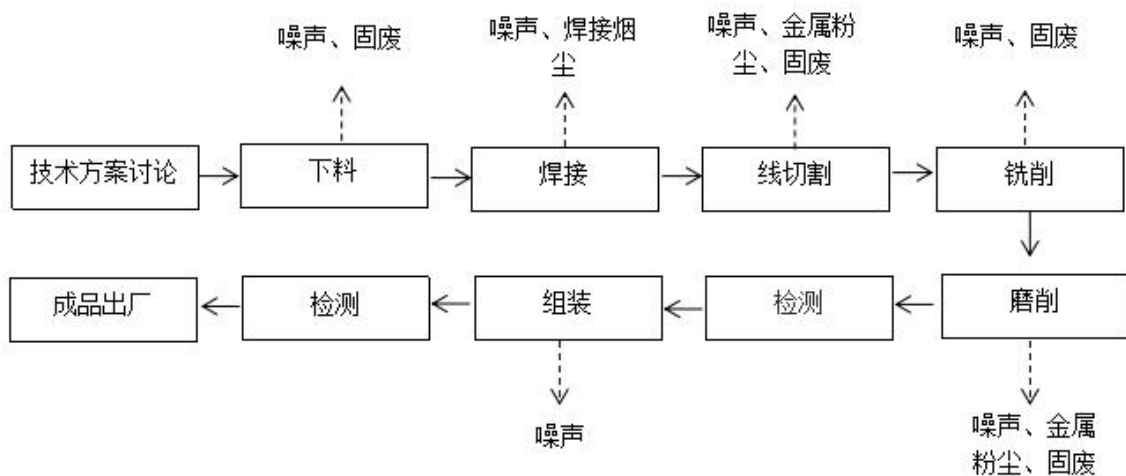 噪声、固废
噪声、焊接烟
尘
噪声、金属粉
尘、固废
噪声、固废
技术方案讨论
下料
焊接
线切割
铣削
成品出厂
检测
组装
检测
磨削
噪声
噪声、金属
粉尘、固废